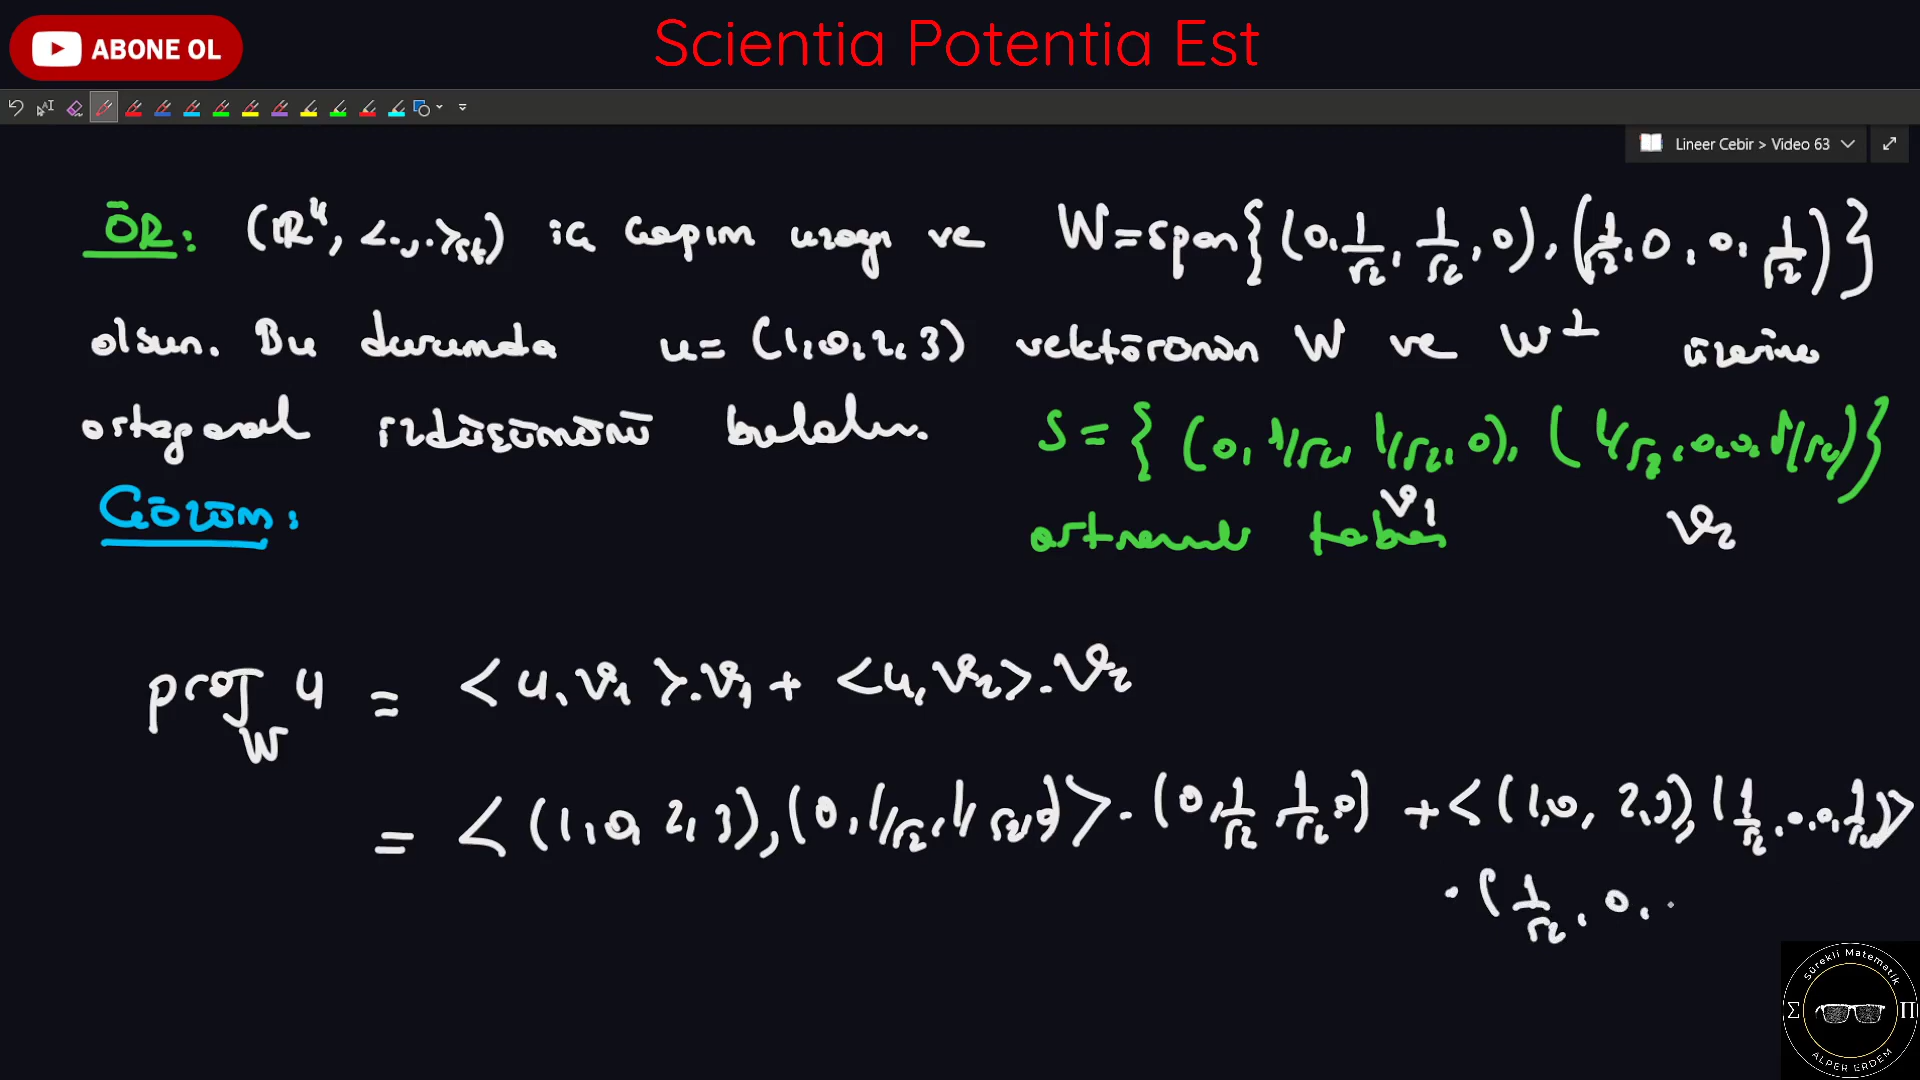 ABONE OL
Scientia Potentia Est
Lineer Cebir > Video 63
ÖR: (ℝ⁴, <.,.>st) iç çarpım uzayı ve W=span{(0,1/√2,1/√2,0),(1/√2,0,0,1/√2)}
olsun. Bu durumda u=(1,0,2,3) vektörünün W ve W⊥ üzerine
ortogonal izdüşümünü bulalım. S={(0,1/√2,1/√2,0),(1/√2,0,0,1/√2)}
v₁ v₂
Çözüm: ortnormal taban
proj_W u = <u,v₁>.v₁ + <u,v₂>.v₂
= <(1,0,2,3),(0,1/√2,1/√2,0)>.(0,1/√2,1/√2,0) + <(1,0,2,3),(1/√2,0,0,1/√2)>
.(1/√2,0,.
Sürekli Matematik
Σ Π
ALPER ERDEM